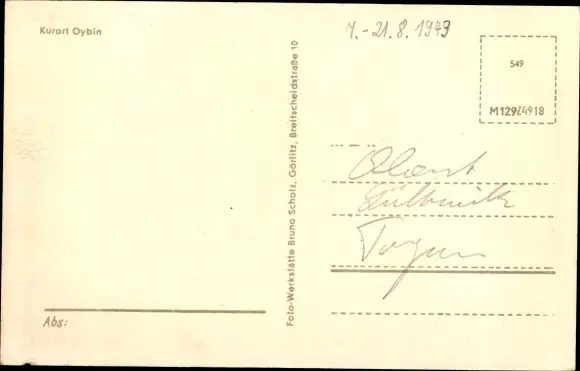 Kurort Oybin
7.-21.8.1949
549
M129Z4918
Foto-Werkstätte Bruno Scholz, Görlitz, Breitscheidstraße 10
Abs: